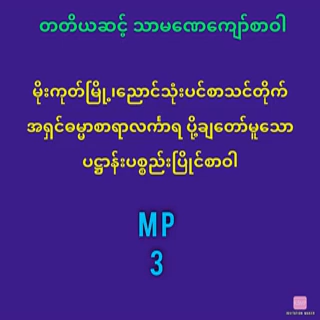 တတိယဆင့် သာမဏေကျော်စာဝါ
မိုးကုတ်မြို့၊ညောင်သုံးပင်စာသင်တိုက်
အရှင်ဓမ္မာစာရာလင်္ကာရ ပို့ချတော်မူသော
ပဋ္ဌာန်းပစ္စည်းပြိုင်စာဝါ
MP
3
INVITATION MAKER